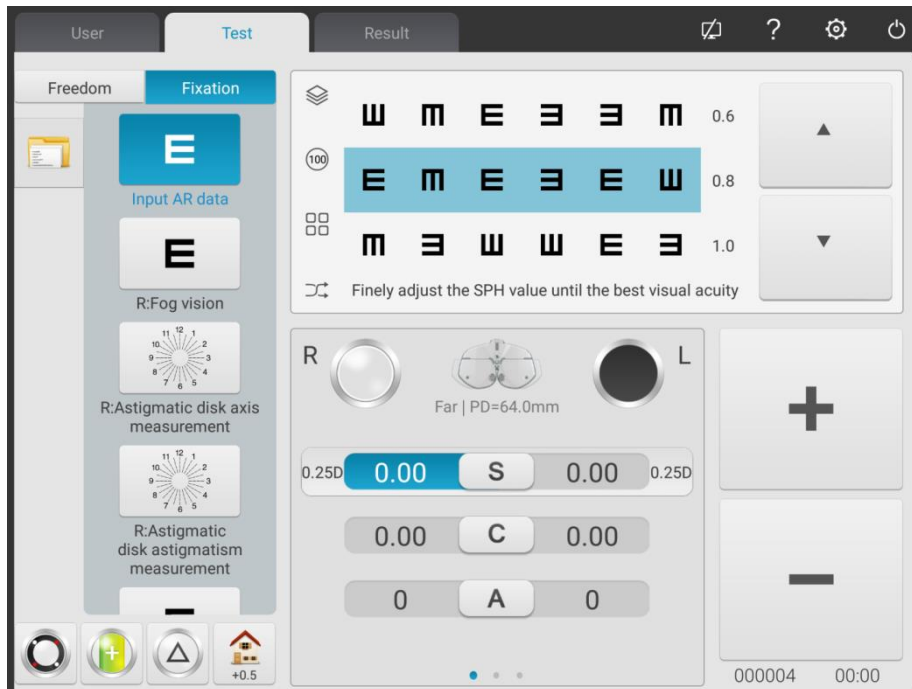 User
Test
Result
?
Freedom
Fixation
Input AR data
R:Fog vision
R:Astigmatic disk axis
measurement
R:Astigmatic
disk astigmatism
measurement
+0.5
100
E E E E E E 0.6
E E E E E E 0.8
E E E E E E 1.0
Finely adjust the SPH value until the best visual acuity
R
L
Far | PD=64.0mm
0.25D 0.00 S 0.00 0.25D
0.00 C 0.00
0 A 0
000004 00:00